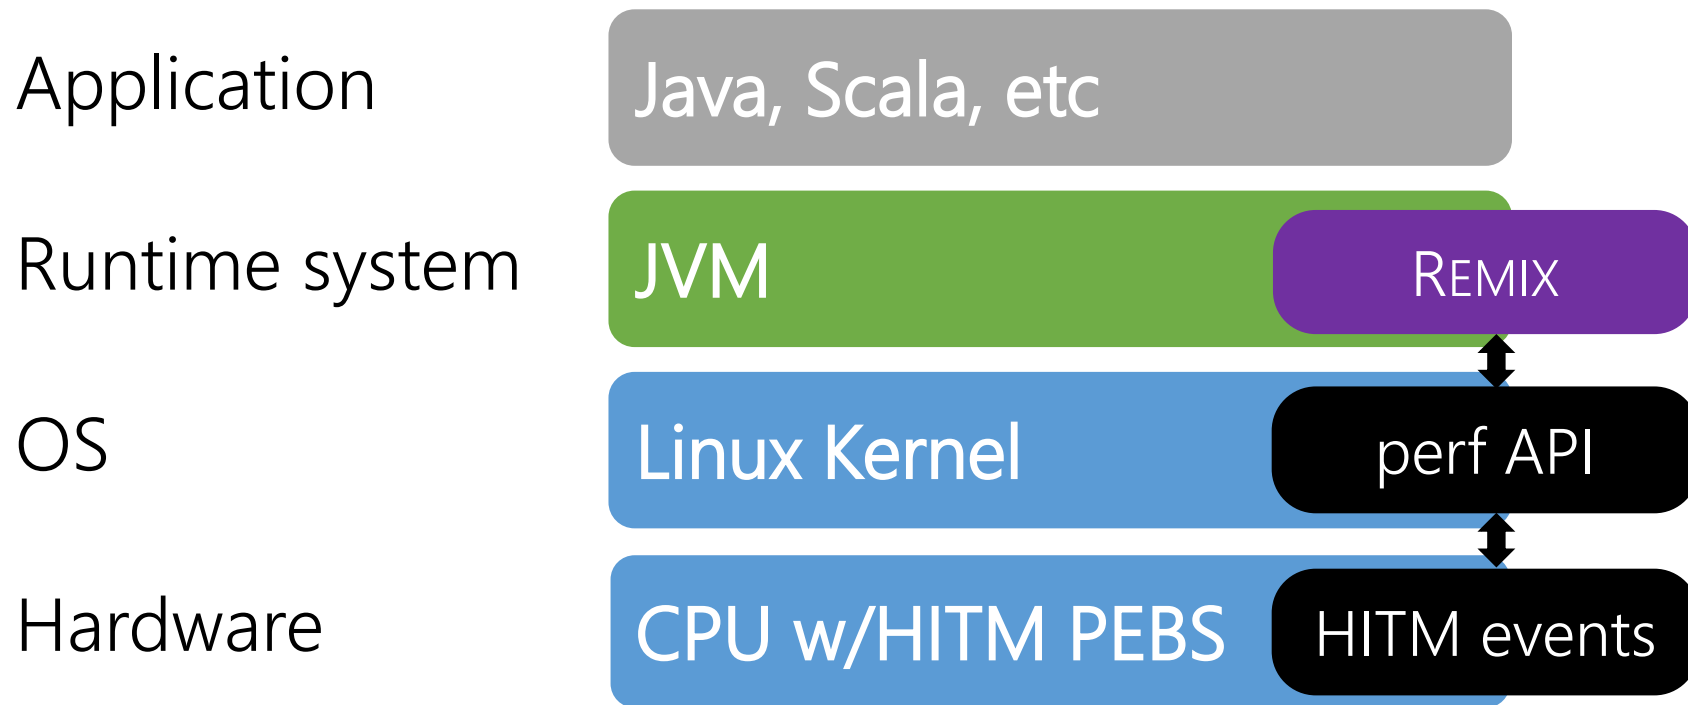 Application
Java, Scala, etc
Runtime system
JVM
REMIX
OS
Linux Kernel
perf API
Hardware
CPU w/HITM PEBS
HITM events